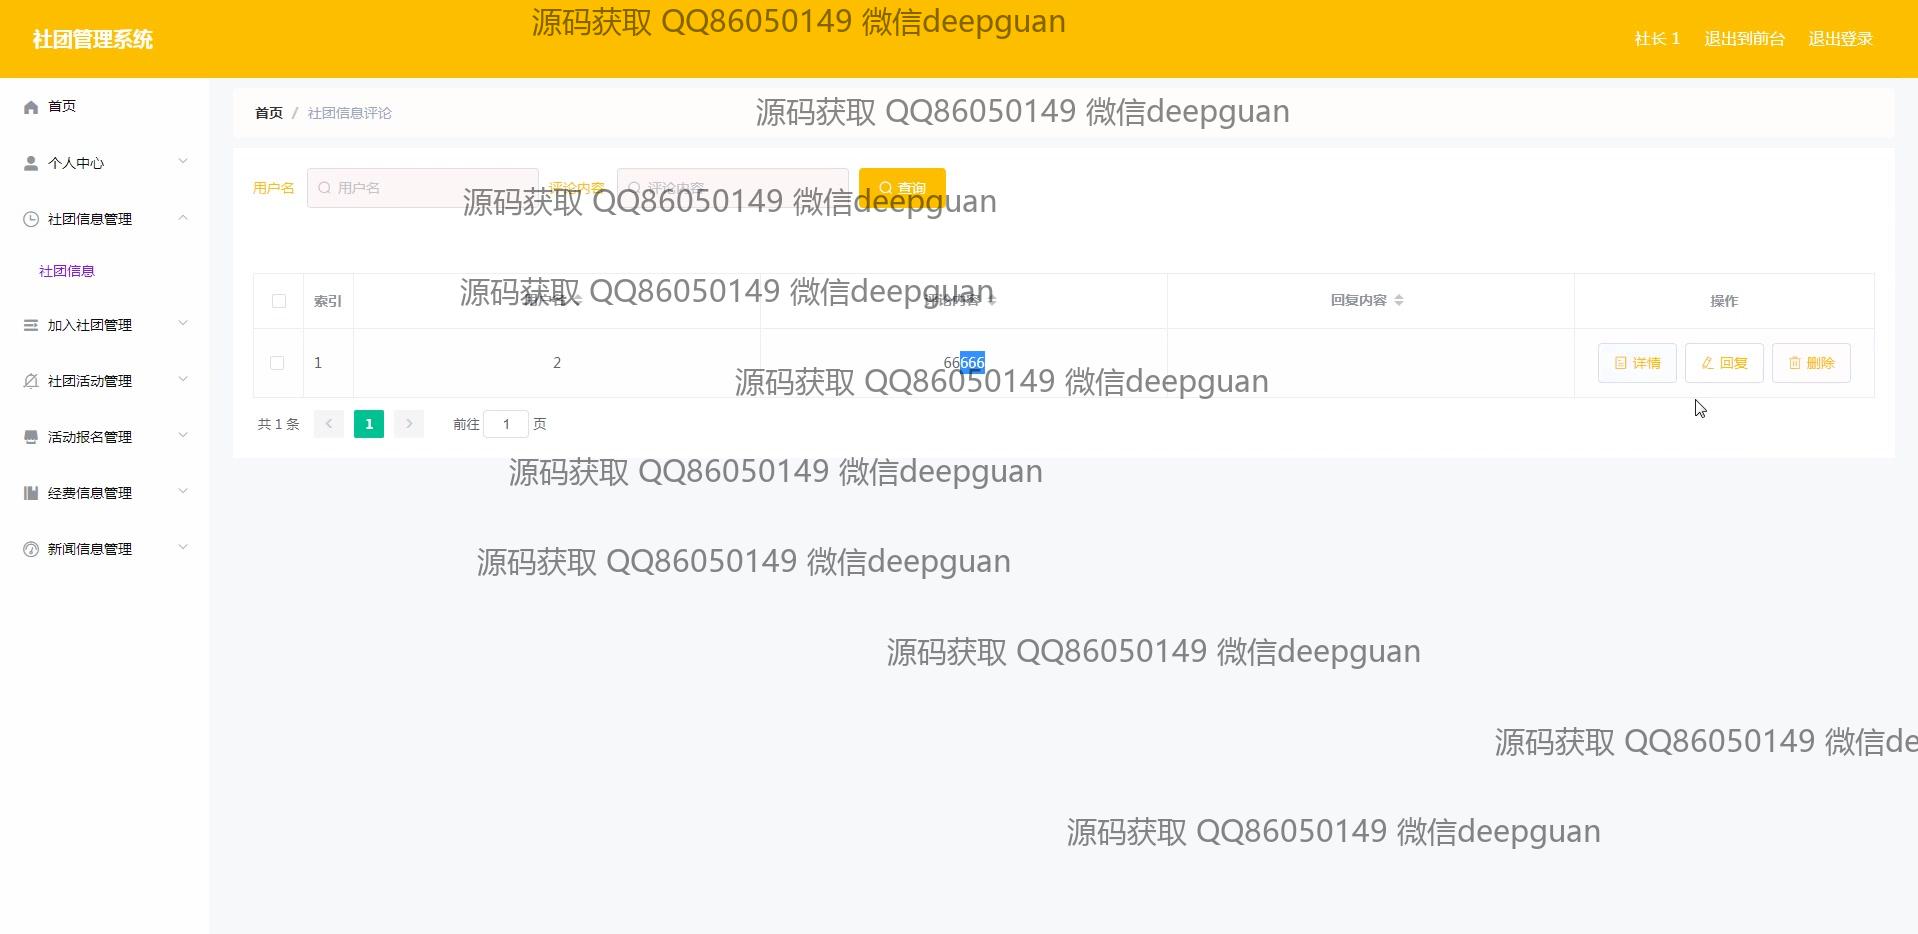 源码获取 QQ86050149 微信deepguan
社团管理系统
社长 1 退出到前台 退出登录
首页
个人中心
社团信息管理
社团信息
加入社团管理
社团活动管理
活动报名管理
经费信息管理
新闻信息管理
首页 / 社团信息评论
源码获取 QQ86050149 微信deepguan
用户名 用户名 评论内容 评论内容 查询
源码获取 QQ86050149 微信deepguan
索引 用户名 评论内容 回复内容 操作
源码获取 QQ86050149 微信deepguan
1 2 66666 详情 回复 删除
源码获取 QQ86050149 微信deepguan
共 1 条 1 前往 1 页
源码获取 QQ86050149 微信deepguan
源码获取 QQ86050149 微信deepguan
源码获取 QQ86050149 微信deepguan
源码获取 QQ86050149 微信de
源码获取 QQ86050149 微信deepguan